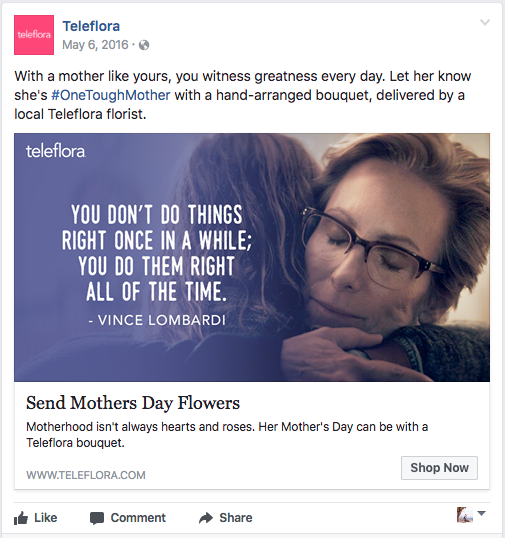 teleflora
Teleflora
May 6, 2016 ·
With a mother like yours, you witness greatness every day. Let her know
she's #OneToughMother with a hand-arranged bouquet, delivered by a
local Teleflora florist.
teleflora
YOU DON'T DO THINGS
RIGHT ONCE IN A WHILE;
YOU DO THEM RIGHT
ALL OF THE TIME.
- VINCE LOMBARDI
Send Mothers Day Flowers
Motherhood isn't always hearts and roses. Her Mother's Day can be with a
Teleflora bouquet.
WWW.TELEFLORA.COM
Shop Now
Like Comment Share